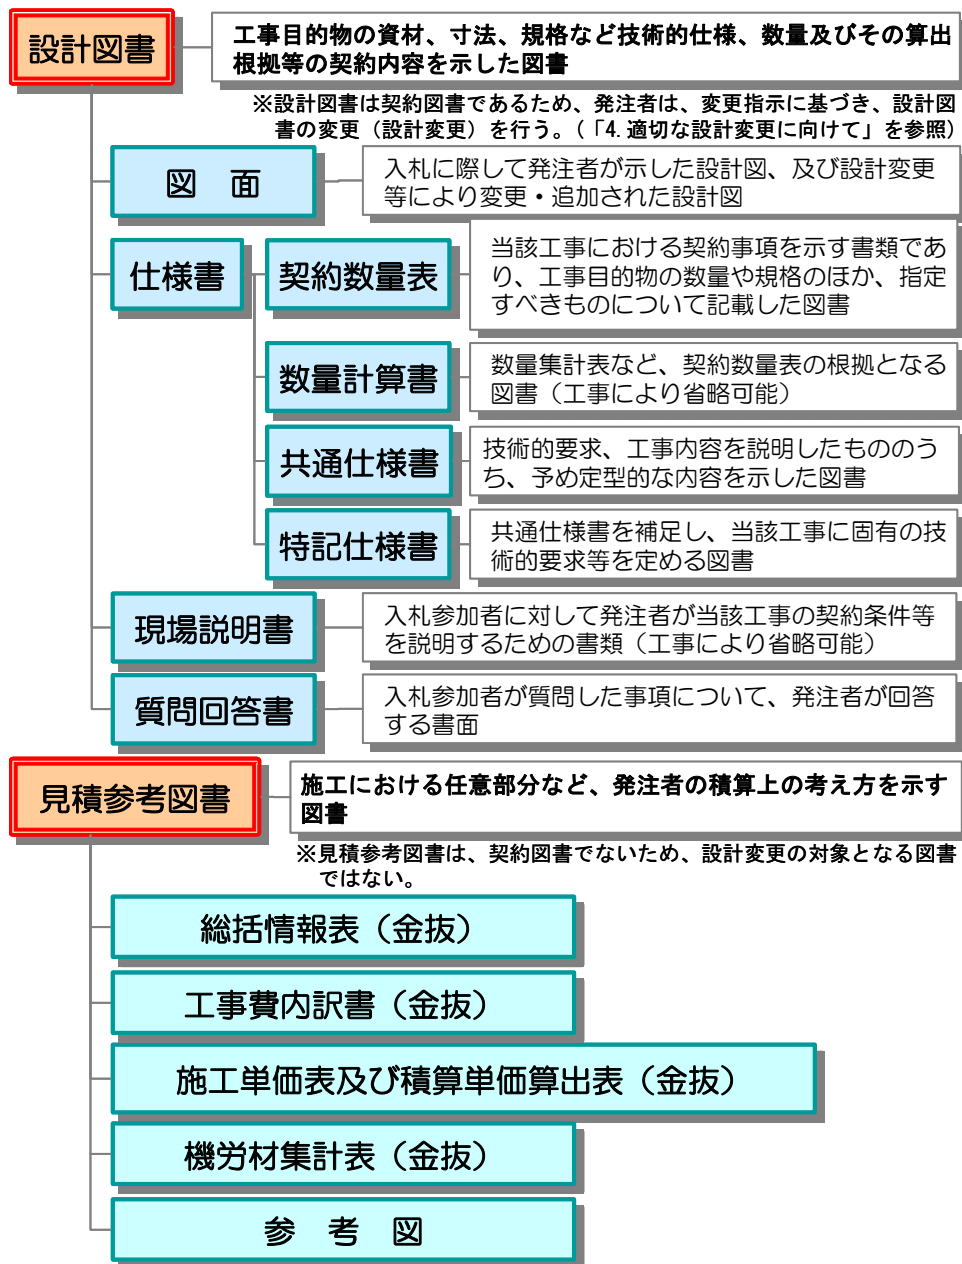 設計図書
工事目的物の資材、寸法、規格など技術的仕様、数量及びその算出
根拠等の契約内容を示した図書
※設計図書は契約図書であるため、発注者は、変更指示に基づき、設計図
書の変更（設計変更）を行う。(「4.適切な設計変更に向けて」を参照)
図　面
入札に際して発注者が示した設計図、及び設計変更
等により変更・追加された設計図
仕様書
契約数量表
当該工事における契約事項を示す書類であ
り、工事目的物の数量や規格のほか、指定
すべきものについて記載した図書
数量計算書
数量集計表など、契約数量表の根拠となる
図書（工事により省略可能）
共通仕様書
技術的要求、工事内容を説明したもののう
ち、予め定型的な内容を示した図書
特記仕様書
共通仕様書を補足し、当該工事に固有の技
術的要求等を定める図書
現場説明書
入札参加者に対して発注者が当該工事の契約条件等
を説明するための書類（工事により省略可能）
質問回答書
入札参加者が質問した事項について、発注者が回答
する書面
見積参考図書
施工における任意部分など、発注者の積算上の考え方を示す
図書
※見積参考図書は、契約図書でないため、設計変更の対象となる図書
ではない。
総括情報表（金抜）
工事費内訳書（金抜）
施工単価表及び積算単価算出表（金抜）
機労材集計表（金抜）
参　考　図